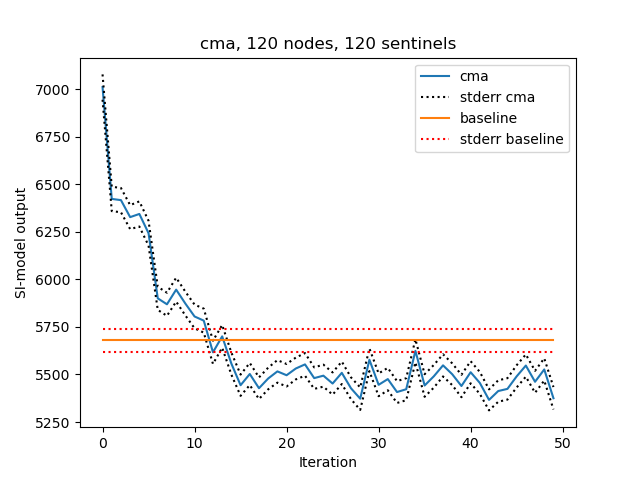 cma, 120 nodes, 120 sentinels
cma
stderr cma
baseline
stderr baseline
SI-model output
7000
6750
6500
6250
6000
5750
5500
5250
0 10 20 30 40 50
Iteration